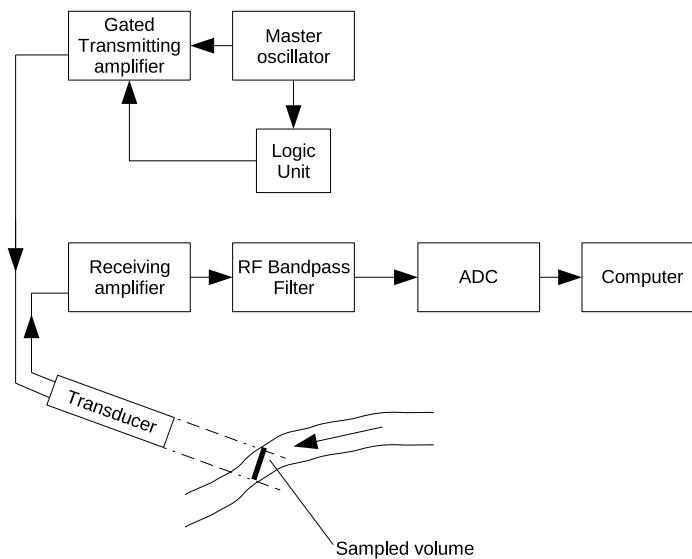 Gated
Transmitting
amplifier
Master
oscillator
Logic
Unit
Receiving
amplifier
RF Bandpass
Filter
ADC
Computer
Transducer
Sampled volume